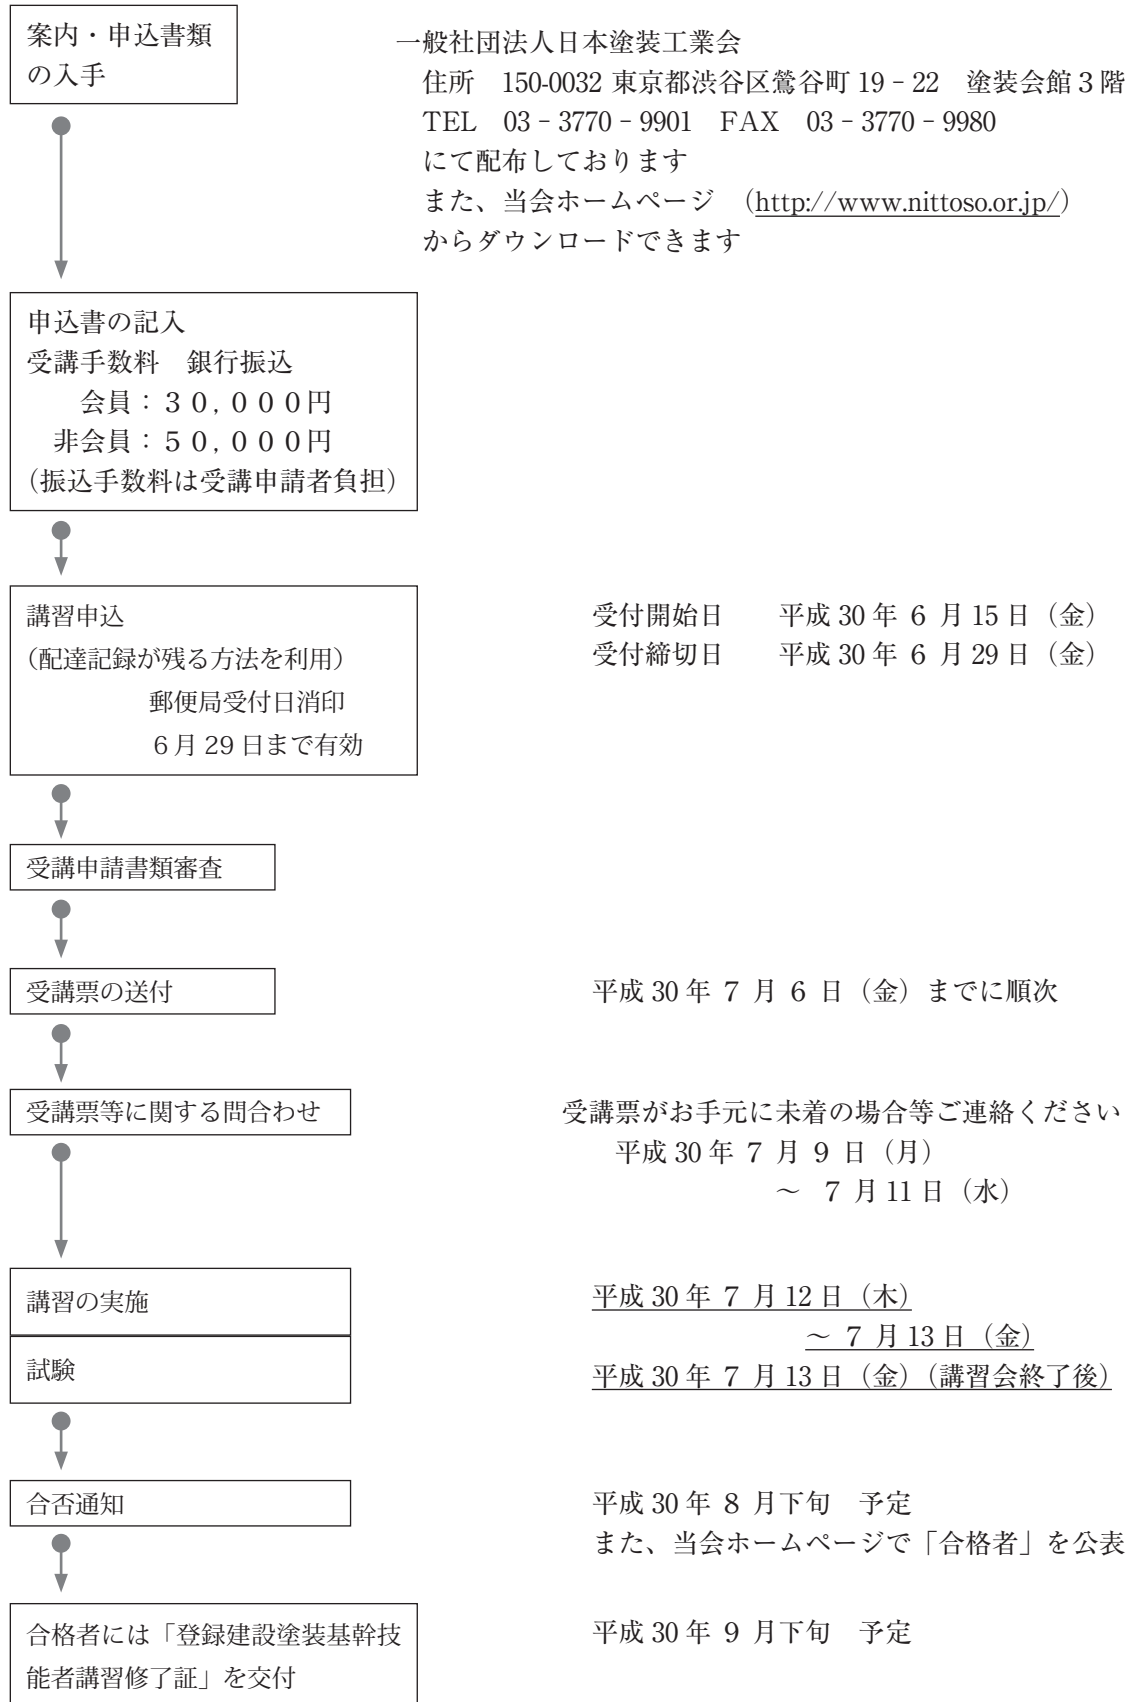 案内・申込書類
の入手
一般社団法人日本塗装工業会
住所　150-0032 東京都渋谷区鶯谷町 19－22　塗装会館３階
TEL　03－3770－9901　FAX　03－3770－9980
にて配布しております
また、当会ホームページ　（http://www.nittoso.or.jp/）
からダウンロードできます
申込書の記入
受講手数料　銀行振込
会員：３０,０００円
非会員：５０,０００円
（振込手数料は受講申請者負担）
講習申込
（配達記録が残る方法を利用）
郵便局受付日消印
６月 29 日まで有効
受付開始日　　平成 30 年 ６ 月 15 日（金）
受付締切日　　平成 30 年 ６ 月 29 日（金）
受講申請書類審査
受講票の送付
平成 30 年 ７ 月 ６ 日（金）までに順次
受講票等に関する問合わせ
受講票がお手元に未着の場合等ご連絡ください
平成 30 年 ７ 月 ９ 日（月）
～ ７ 月 11 日（水）
講習の実施
平成 30 年 ７ 月 12 日（木）
～ ７ 月 13 日（金）
試験
平成 30 年 ７ 月 13 日（金）（講習会終了後）
合否通知
平成 30 年 ８ 月下旬　予定
また、当会ホームページで「合格者」を公表
合格者には「登録建設塗装基幹技
能者講習修了証」を交付
平成 30 年 ９ 月下旬　予定